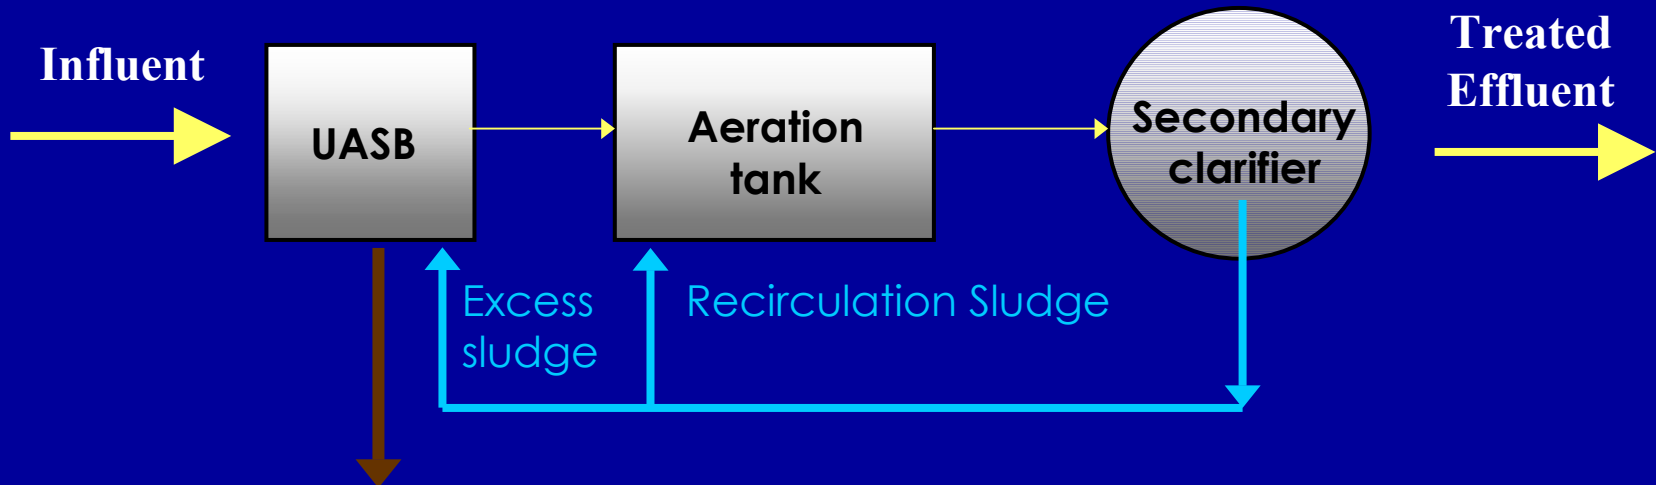 Influent
UASB
Aeration
tank
Secondary
clarifier
Treated
Effluent
Excess
sludge
Recirculation Sludge